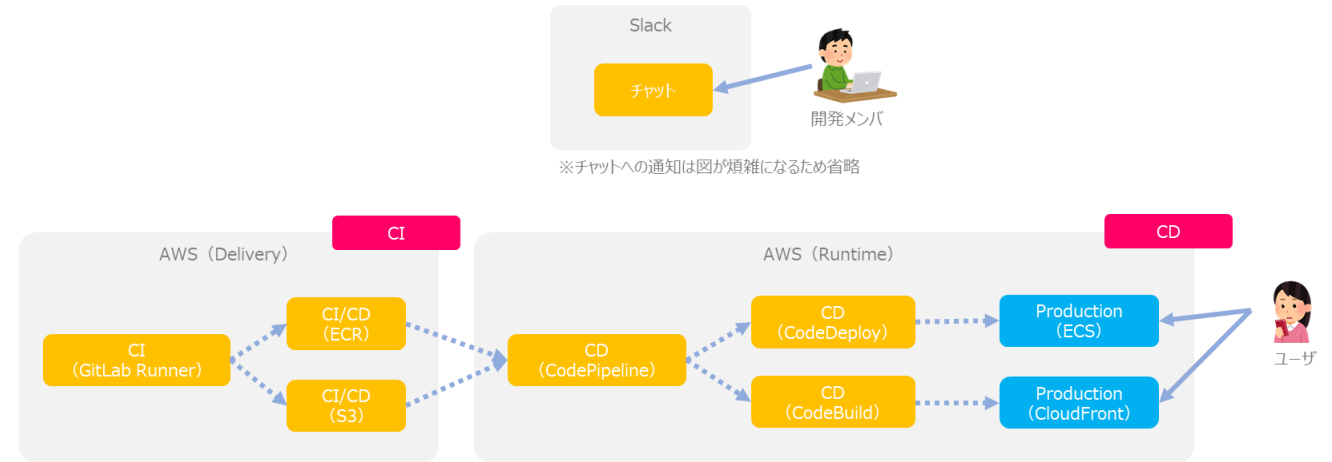 Slack
チャット
開発メンバ
※チャットへの通知は図が煩雑になるため省略
CI
CD
AWS（Delivery）
AWS（Runtime）
CI
（GitLab Runner）
CI/CD
（ECR）
CI/CD
（S3）
CD
（CodePipeline）
CD
（CodeDeploy）
CD
（CodeBuild）
Production
（ECS）
Production
（CloudFront）
ユーザ